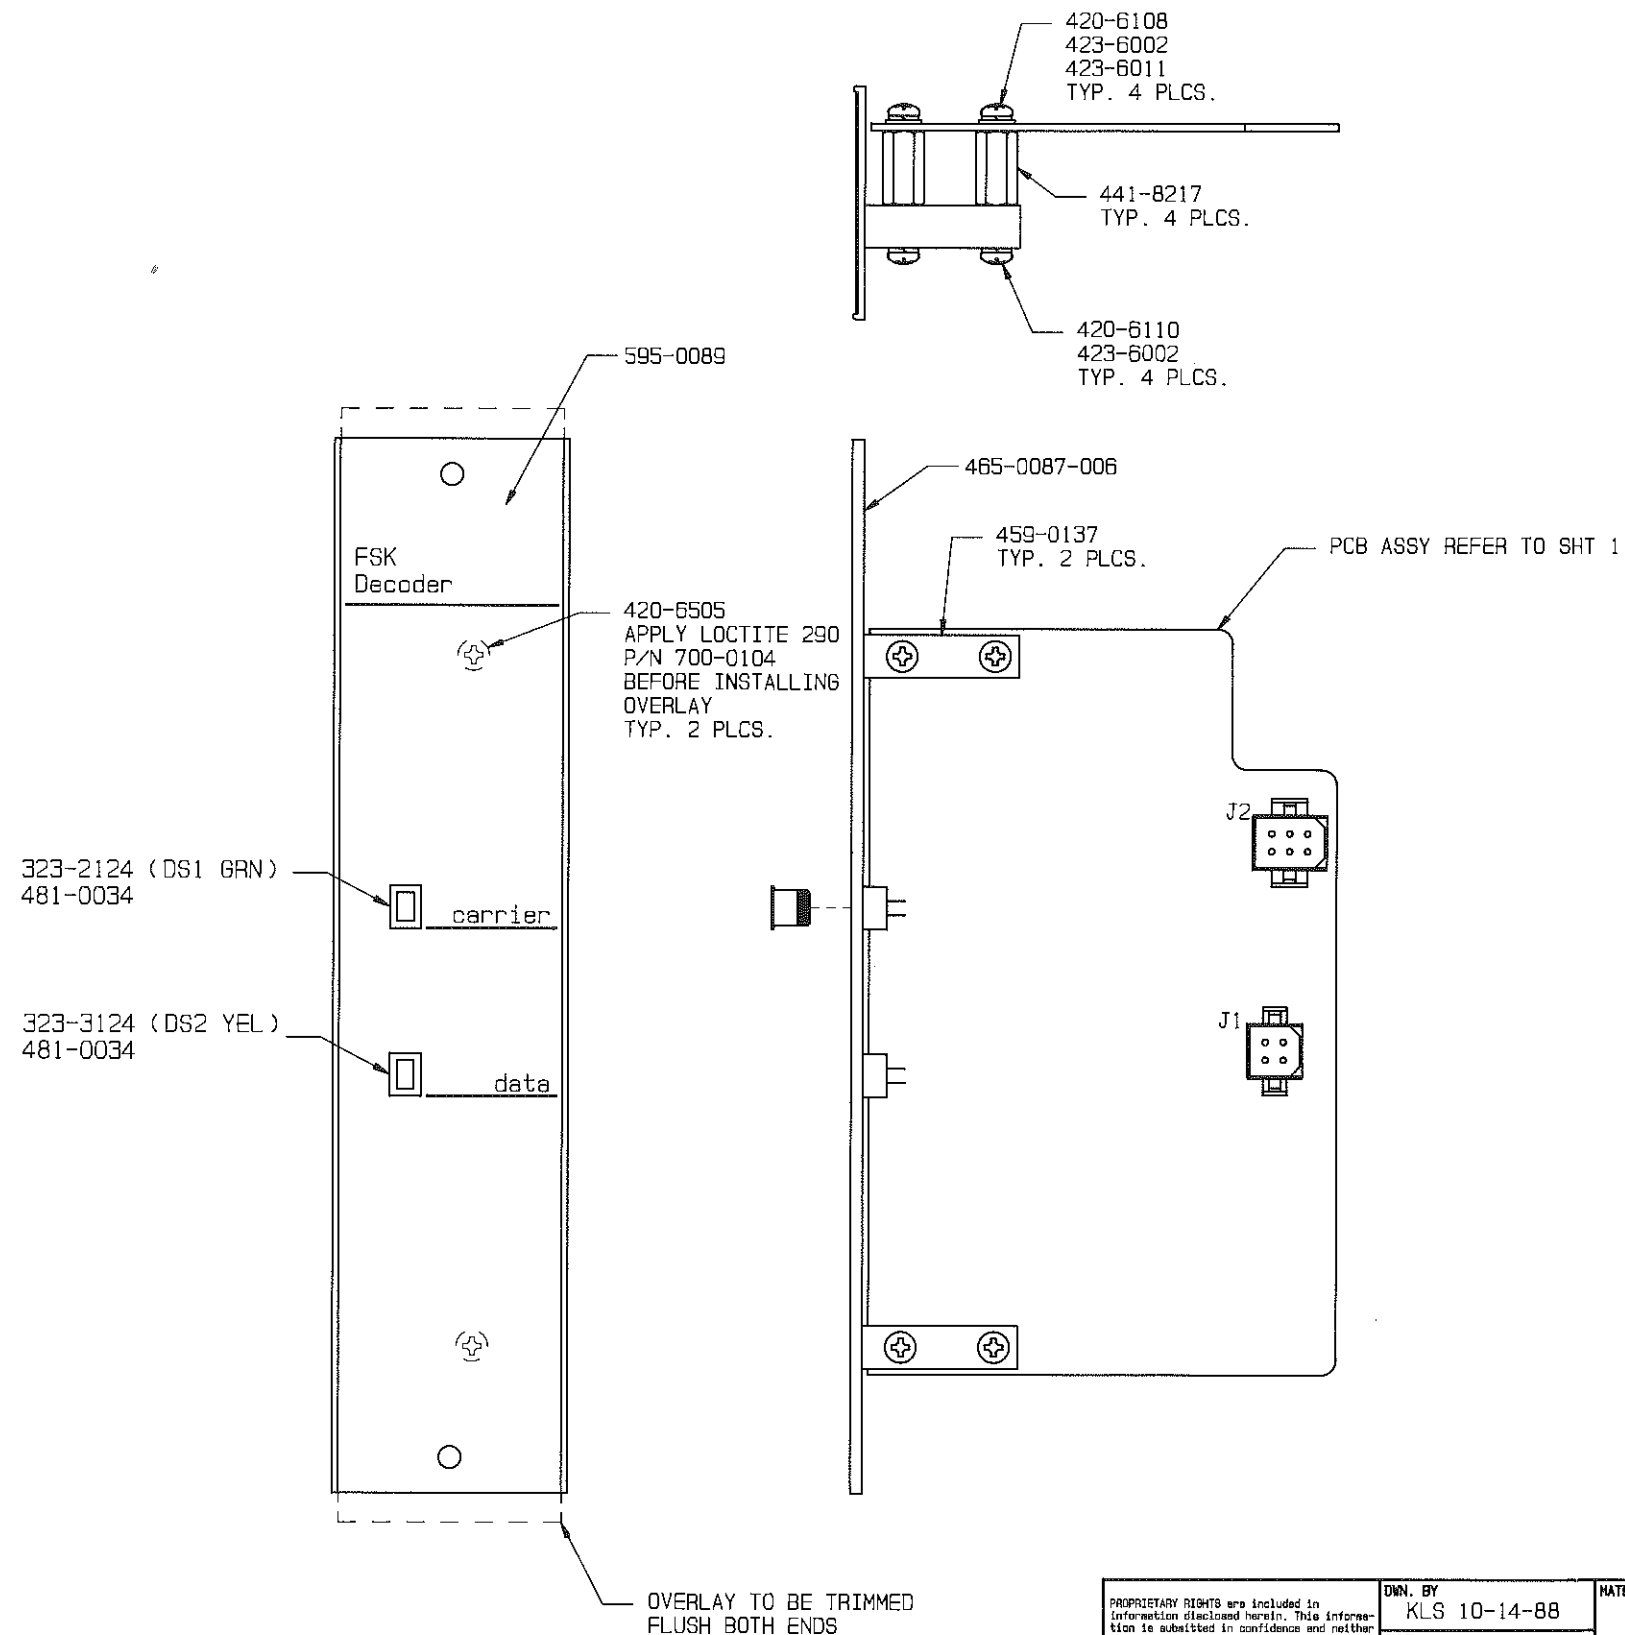 420-6108
423-6002
423-6011
TYP. 4 PLCS.
441-8217
TYP. 4 PLCS.
420-6110
423-6002
TYP. 4 PLCS.
595-0089
465-0087-006
459-0137
TYP. 2 PLCS.
PCB ASSY REFER TO SHT 1
FSK
Decoder
420-6505
APPLY LOCTITE 290
P/N 700-0104
BEFORE INSTALLING
OVERLAY
TYP. 2 PLCS.
J2
323-2124 (DS1 GRN)
481-0034
carrier
J1
323-3124 (DS2 YEL)
481-0034
data
OVERLAY TO BE TRIMMED
FLUSH BOTH ENDS
PROPRIETARY RIGHTS are included in
information disclosed herein. This informa-
tion is submitted in confidence and neither
DWN. BY
KLS 10-14-88